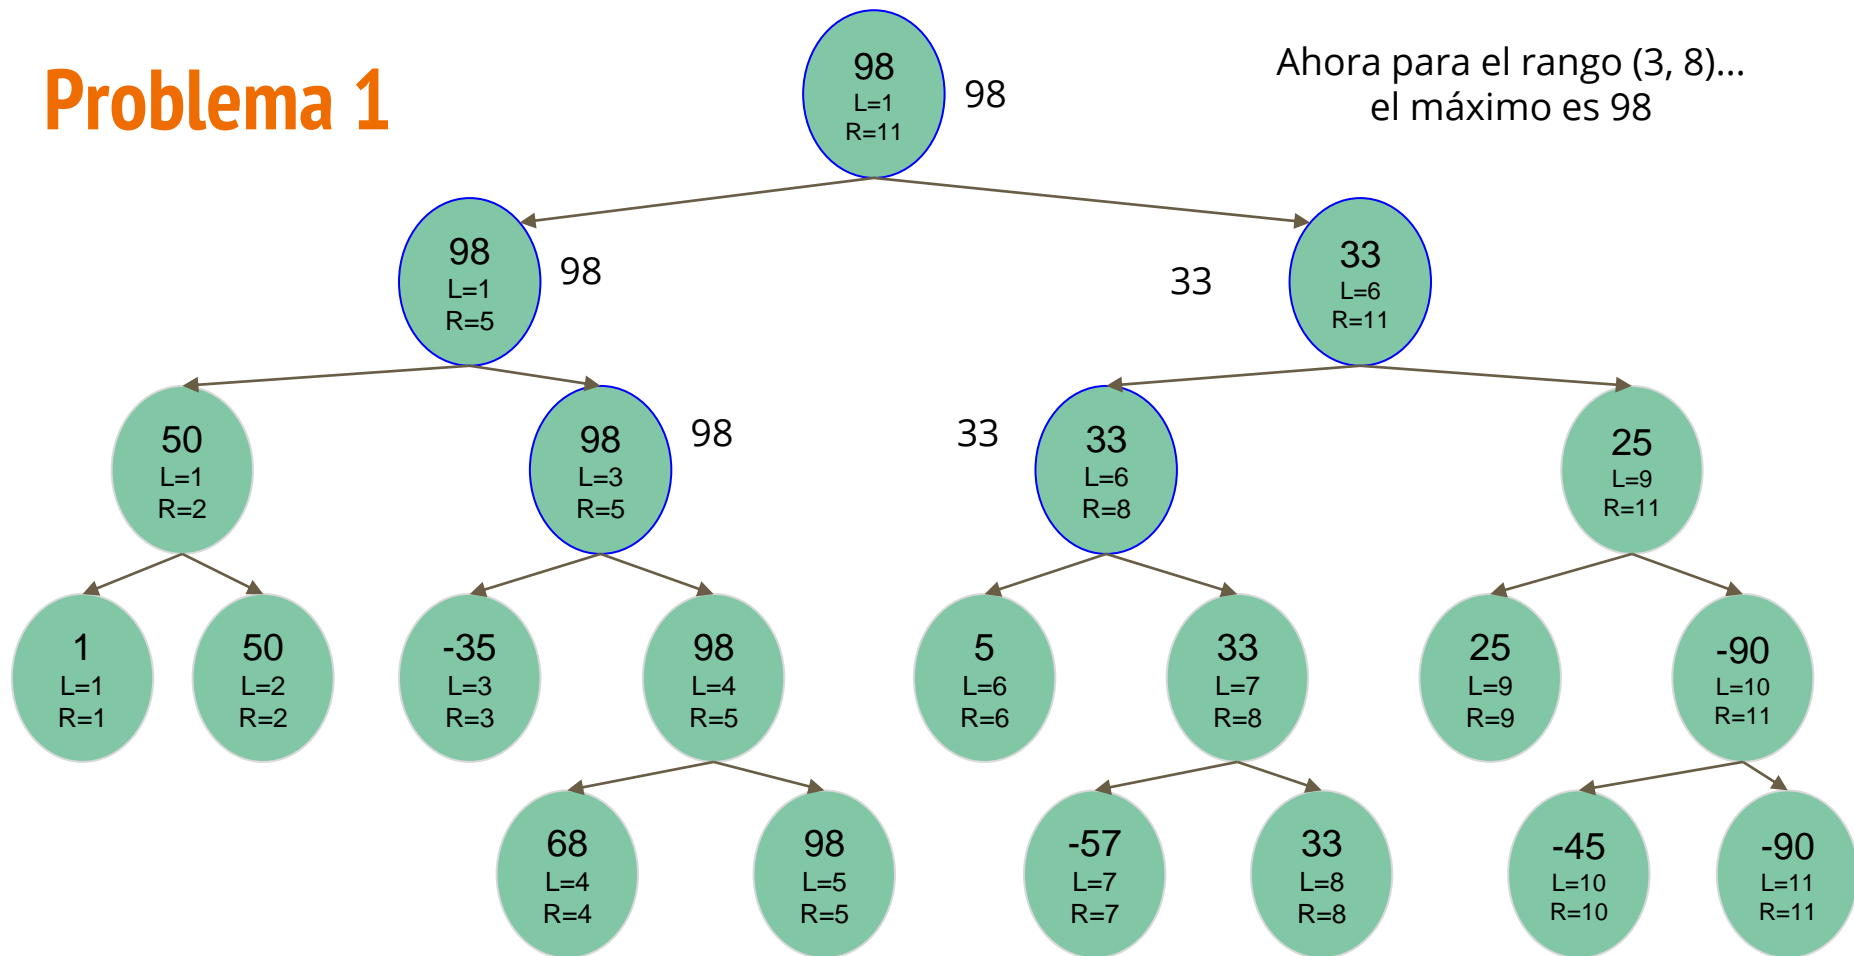 Problema 1
Ahora para el rango (3, 8)...
el máximo es 98
98
L=1
R=11
98
98
L=1
R=5
98
33
33
L=6
R=11
50
L=1
R=2
98
L=3
R=5
98
33
33
L=6
R=8
25
L=9
R=11
1
L=1
R=1
50
L=2
R=2
-35
L=3
R=3
98
L=4
R=5
5
L=6
R=6
33
L=7
R=8
25
L=9
R=9
-90
L=10
R=11
68
L=4
R=4
98
L=5
R=5
-57
L=7
R=7
33
L=8
R=8
-45
L=10
R=10
-90
L=11
R=11